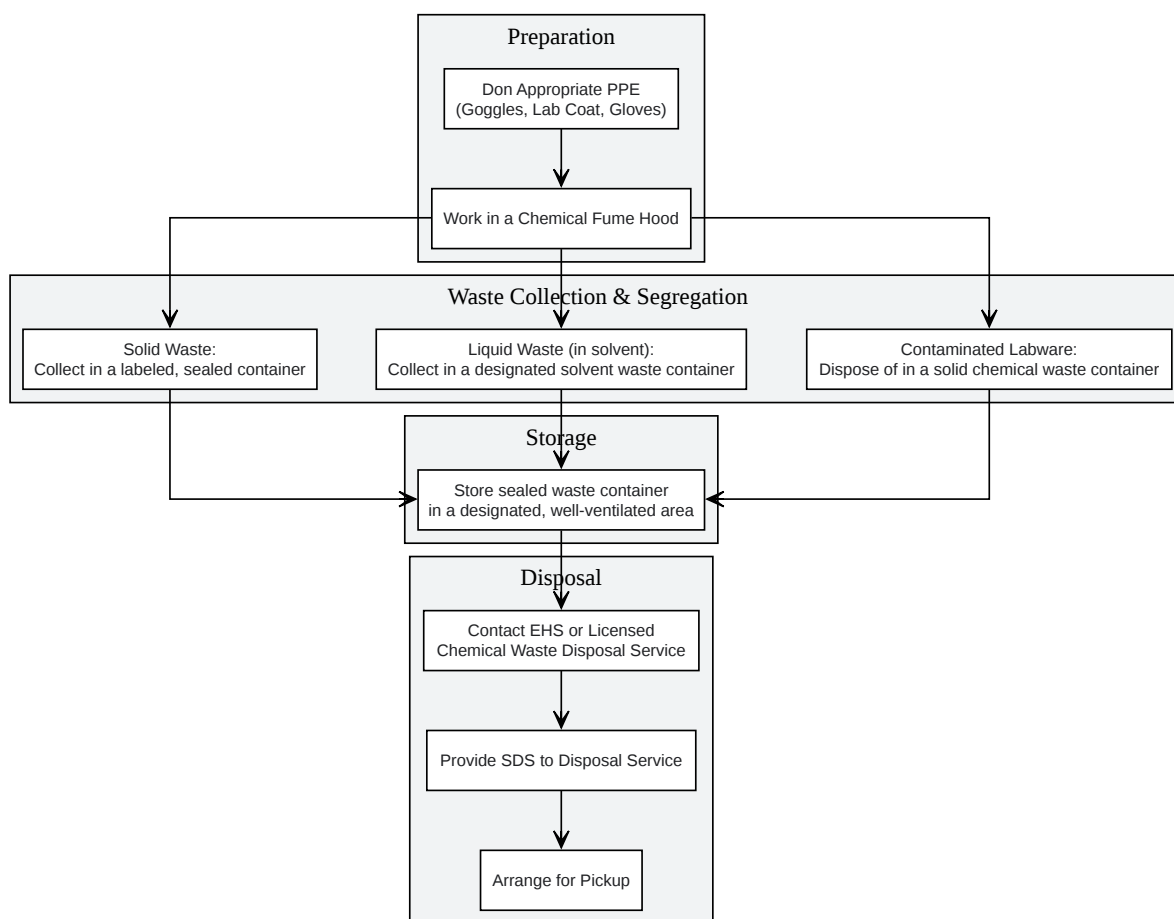 Preparation
Don Appropriate PPE
(Goggles, Lab Coat, Gloves)
Work in a Chemical Fume Hood
Waste Collection & Segregation
Solid Waste:
Collect in a labeled, sealed container
Liquid Waste (in solvent):
Collect in a designated solvent waste container
Contaminated Labware:
Dispose of in a solid chemical waste container
Storage
Store sealed waste container
in a designated, well-ventilated area
Disposal
Contact EHS or Licensed
Chemical Waste Disposal Service
Provide SDS to Disposal Service
Arrange for Pickup